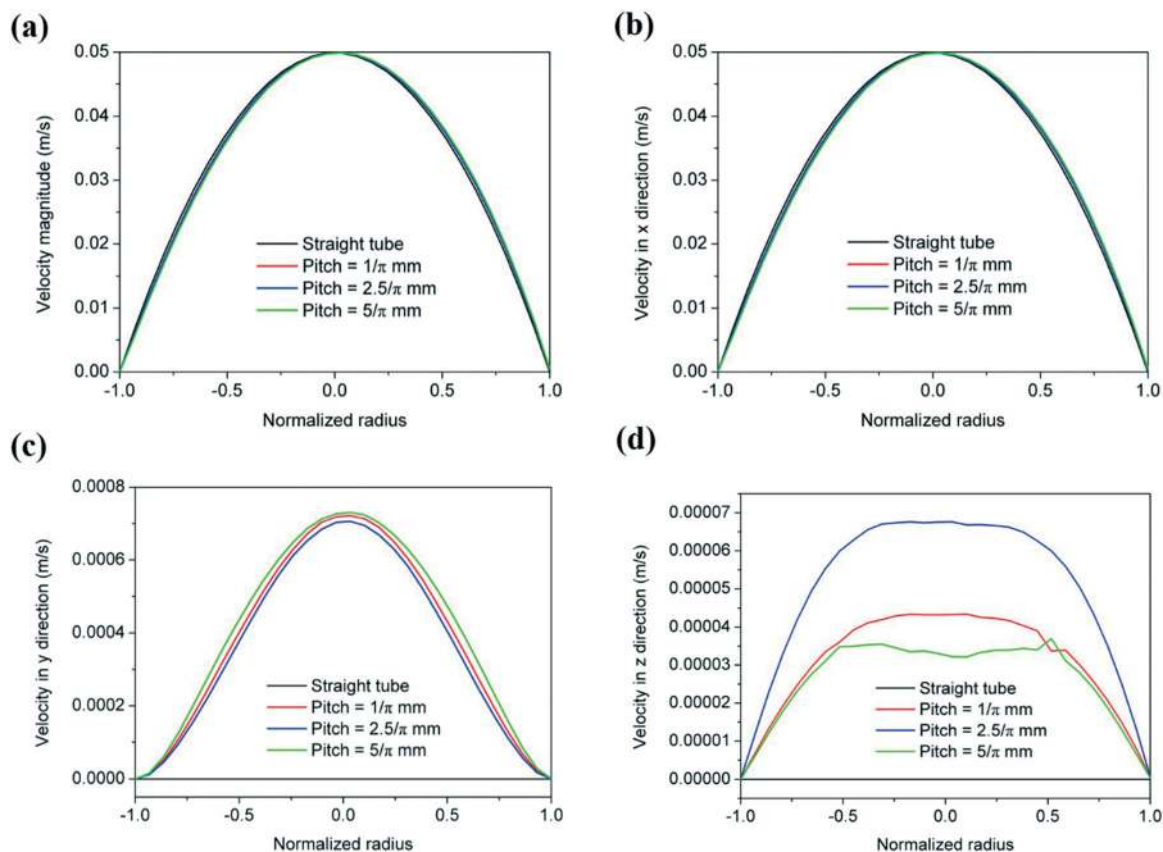 (a)
Velocity magnitude (m/s)
0.05
0.04
0.03
0.02
0.01
0.00
-1.0 -0.5 0.0 0.5 1.0
Normalized radius
Straight tube
Pitch = 1/π mm
Pitch = 2.5/π mm
Pitch = 5/π mm
(b)
Velocity in x direction (m/s)
0.05
0.04
0.03
0.02
0.01
0.00
-1.0 -0.5 0.0 0.5 1.0
Normalized radius
Straight tube
Pitch = 1/π mm
Pitch = 2.5/π mm
Pitch = 5/π mm
(c)
Velocity in y direction (m/s)
0.0008
0.0006
0.0004
0.0002
0.0000
-1.0 -0.5 0.0 0.5 1.0
Normalized radius
Straight tube
Pitch = 1/π mm
Pitch = 2.5/π mm
Pitch = 5/π mm
(d)
Velocity in z direction (m/s)
0.00007
0.00006
0.00005
0.00004
0.00003
0.00002
0.00001
0.00000
-1.0 -0.5 0.0 0.5 1.0
Normalized radius
Straight tube
Pitch = 1/π mm
Pitch = 2.5/π mm
Pitch = 5/π mm